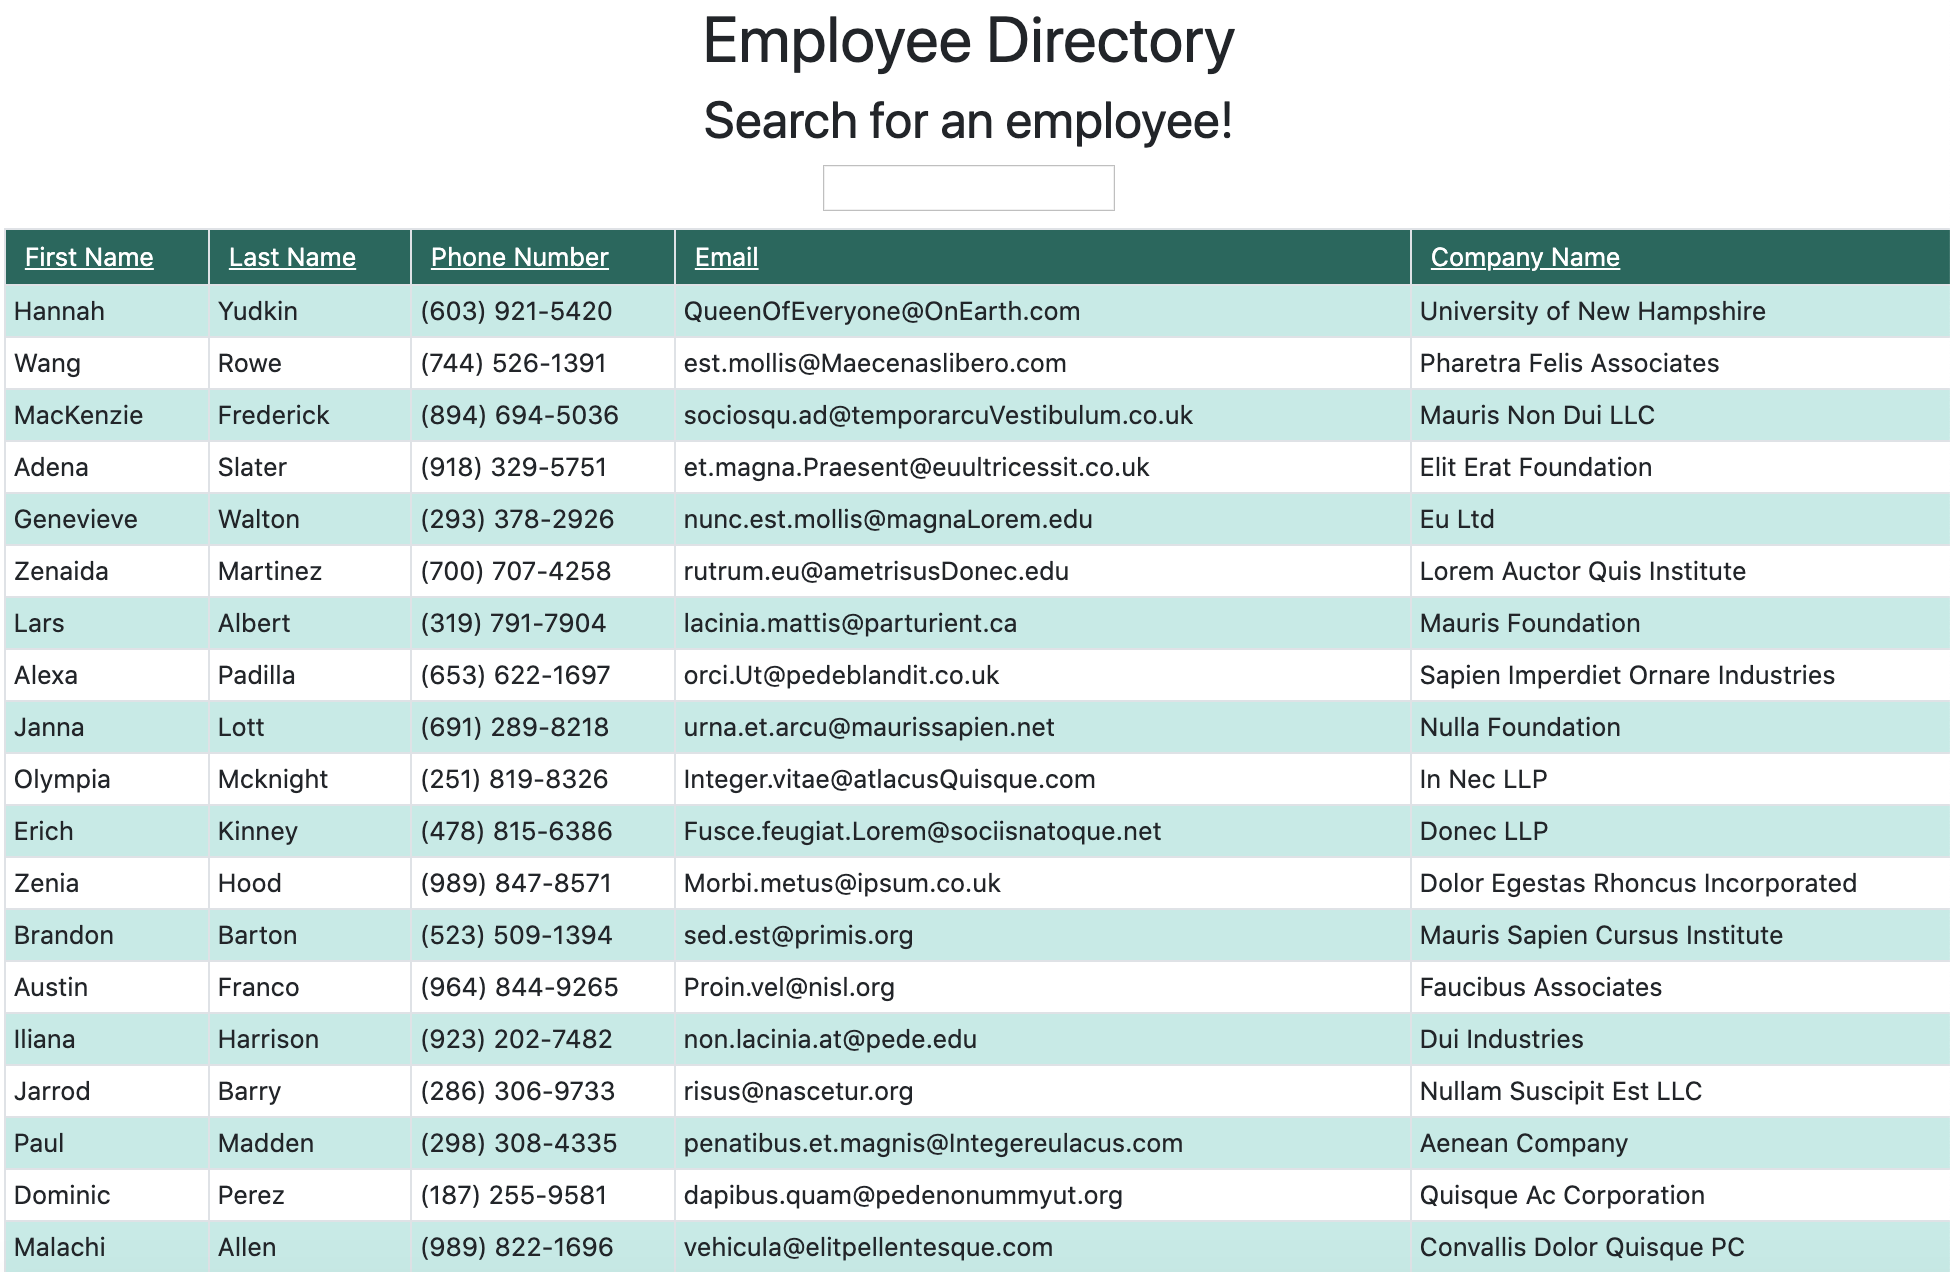 Employee Directory
Search for an employee!
First Name Last Name Phone Number Email Company Name
Hannah Yudkin (603) 921-5420 QueenOfEveryone@OnEarth.com University of New Hampshire
Wang Rowe (744) 526-1391 est.mollis@Maecenaslibero.com Pharetra Felis Associates
MacKenzie Frederick (894) 694-5036 sociosqu.ad@temporarcuVestibulum.co.uk Mauris Non Dui LLC
Adena Slater (918) 329-5751 et.magna.Praesent@euultricessit.co.uk Elit Erat Foundation
Genevieve Walton (293) 378-2926 nunc.est.mollis@magnaLorem.edu Eu Ltd
Zenaida Martinez (700) 707-4258 rutrum.eu@ametrisusDonec.edu Lorem Auctor Quis Institute
Lars Albert (319) 791-7904 lacinia.mattis@parturient.ca Mauris Foundation
Alexa Padilla (653) 622-1697 orci.Ut@pedeblandit.co.uk Sapien Imperdiet Ornare Industries
Janna Lott (691) 289-8218 urna.et.arcu@maurissapien.net Nulla Foundation
Olympia Mcknight (251) 819-8326 Integer.vitae@atlacusQuisque.com In Nec LLP
Erich Kinney (478) 815-6386 Fusce.feugiat.Lorem@sociisnatoque.net Donec LLP
Zenia Hood (989) 847-8571 Morbi.metus@ipsum.co.uk Dolor Egestas Rhoncus Incorporated
Brandon Barton (523) 509-1394 sed.est@primis.org Mauris Sapien Cursus Institute
Austin Franco (964) 844-9265 Proin.vel@nisl.org Faucibus Associates
Iliana Harrison (923) 202-7482 non.lacinia.at@pede.edu Dui Industries
Jarrod Barry (286) 306-9733 risus@nascetur.org Nullam Suscipit Est LLC
Paul Madden (298) 308-4335 penatibus.et.magnis@Integereulacus.com Aenean Company
Dominic Perez (187) 255-9581 dapibus.quam@pedenonummyut.org Quisque Ac Corporation
Malachi Allen (989) 822-1696 vehicula@elitpellentesque.com Convallis Dolor Quisque PC